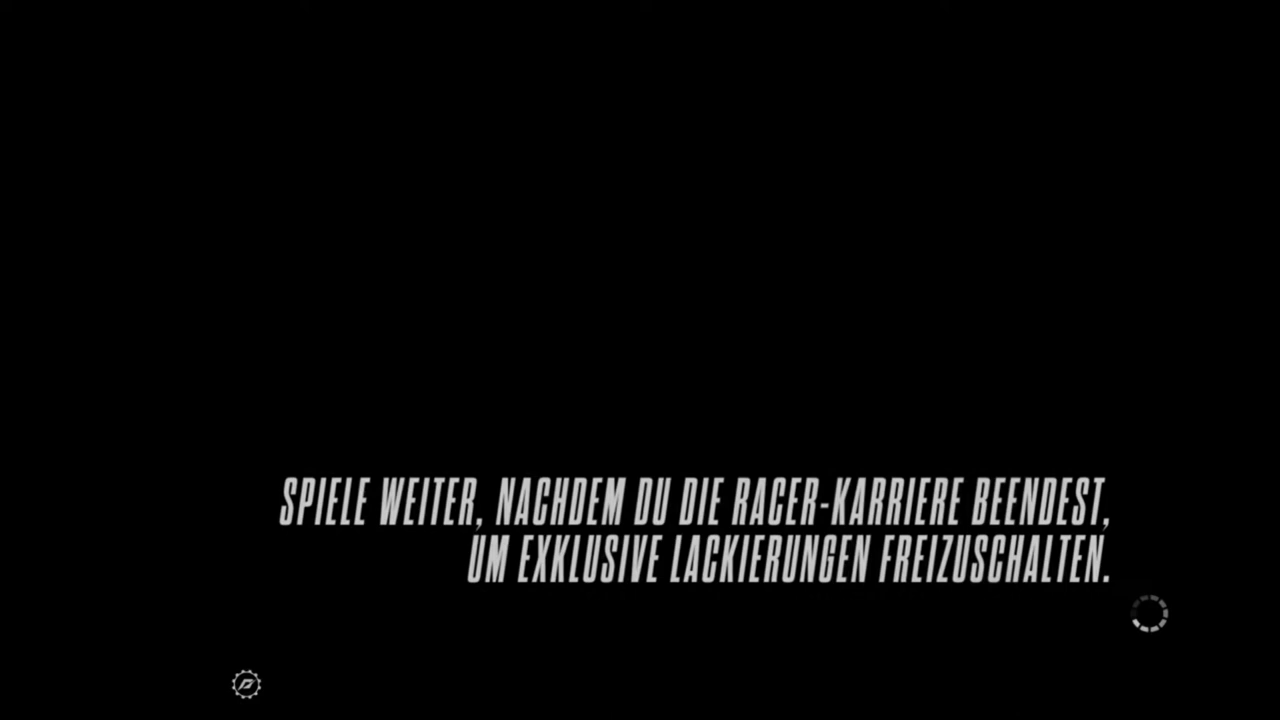 SPIELE WEITER, NACHDEM DU DIE RACER-KARRIERE BEENDEST,
UM EXKLUSIVE LACKIERUNGEN FREIZUSCHALTEN.